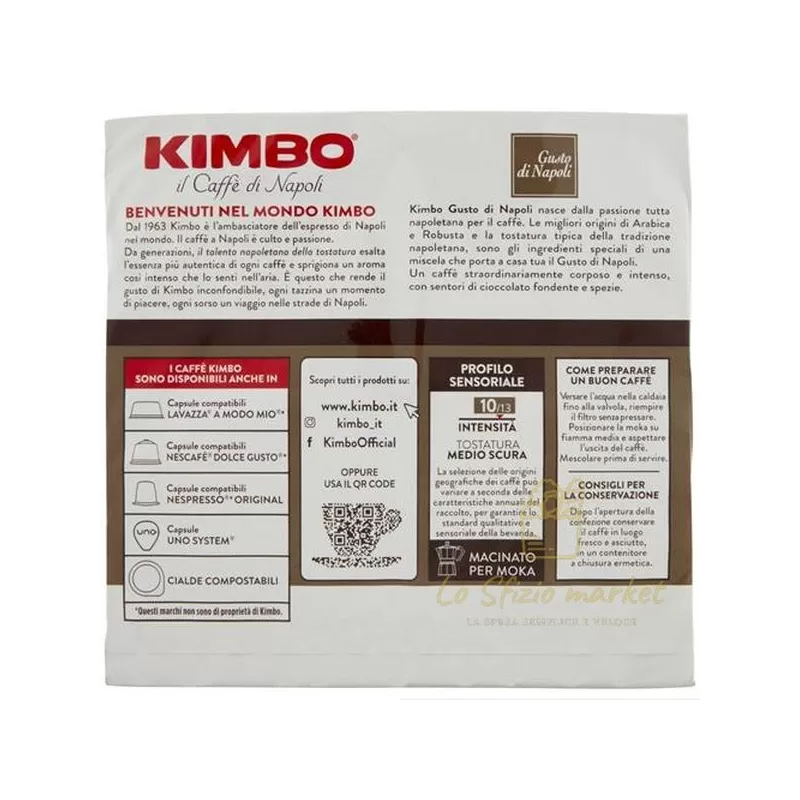 KIMBO®
il Caffè di Napoli
BENVENUTI NEL MONDO KIMBO
Dal 1963 Kimbo è l'ambasciatore dell'espresso di Napoli
nel mondo. Il caffè a Napoli è culto e passione.
Da generazioni, il talento napoletano della tostatura esalta
l'essenza più autentica di ogni caffè e sprigiona un aroma
così intenso che lo senti nell'aria. È questo che rende il
gusto di Kimbo inconfondibile, ogni tazzina un momento
di piacere, ogni sorso un viaggio nelle strade di Napoli.
Gusto
di Napoli
Kimbo Gusto di Napoli nasce dalla passione tutta
napoletana per il caffè. Le migliori origini di Arabica
e Robusta e la tostatura tipica della tradizione
napoletana, sono gli ingredienti speciali di una
miscela che porta a casa tua il Gusto di Napoli.
Un caffè straordinariamente corposo e intenso,
con sentori di cioccolato fondente e spezie.
I CAFFÈ KIMBO
SONO DISPONIBILI ANCHE IN
Capsule compatibili
LAVAZZA® A MODO MIO®*
Capsule compatibili
NESCAFÉ® DOLCE GUSTO®*
Capsule compatibili
NESPRESSO®* ORIGINAL
uno
Capsule
UNO SYSTEM®
CIALDE COMPOSTABILI
*Questi marchi non sono di proprietà di Kimbo.
Scopri tutti i prodotti su:
www.kimbo.it
kimbo_it
f KimboOfficial
OPPURE
USA IL QR CODE
PROFILO
SENSORIALE
10/13
INTENSITÀ
TOSTATURA
MEDIO SCURA
La selezione delle origini
geografiche dei caffè può
variare a seconda delle
caratteristiche annuali del
raccolto, per garantire lo
standard qualitativo e
sensoriale della bevanda.
MACINATO
PER MOKA
COME PREPARARE
UN BUON CAFFÈ
Versare l'acqua nella caldaia
fino alla valvola, riempire
il filtro senza pressare.
Posizionare la moka su
fiamma media e aspettare
l'uscita del caffè.
Mescolare prima di servire.
CONSIGLI PER
LA CONSERVAZIONE
Dopo l'apertura della
confezione conservare
il caffè in luogo
fresco e asciutto,
in un contenitore
a chiusura ermetica.
Lo Sfizio market
LA SPESA SEMPLICE E VELOCE